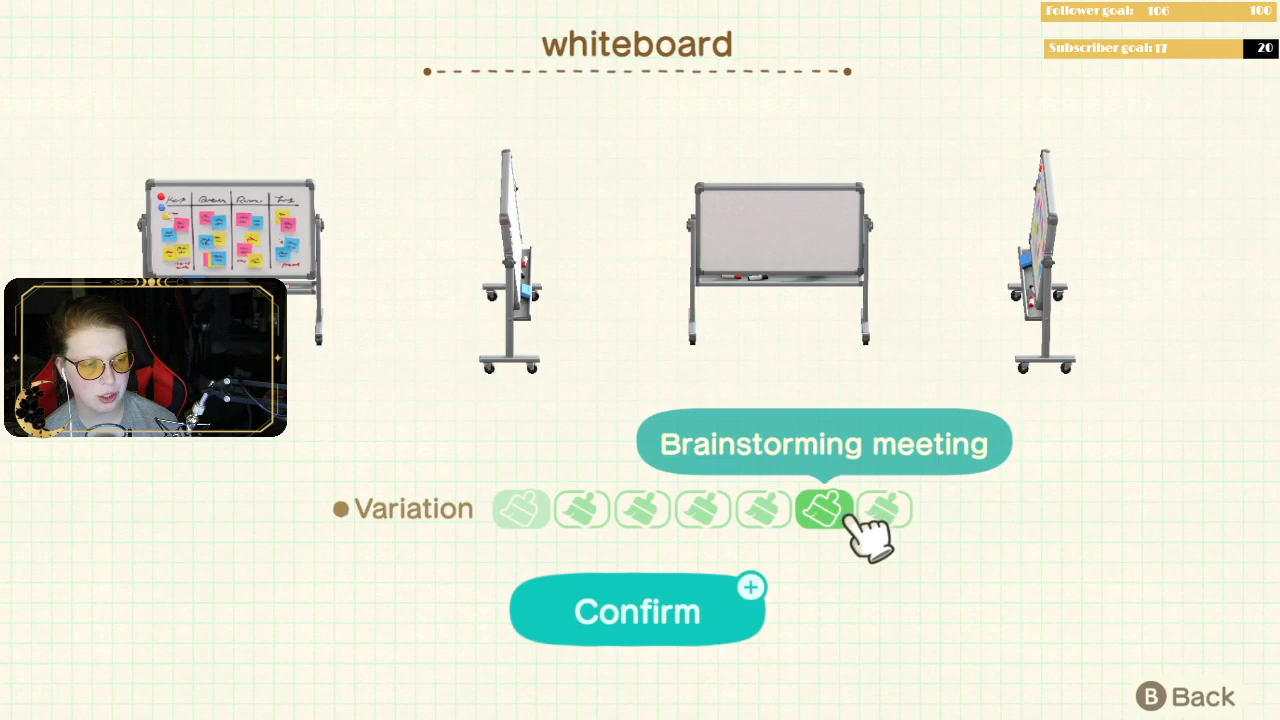 Follower goal: 106 100
Subscriber goal: 17 20
whiteboard
Brainstorming meeting
Variation
Confirm
B Back